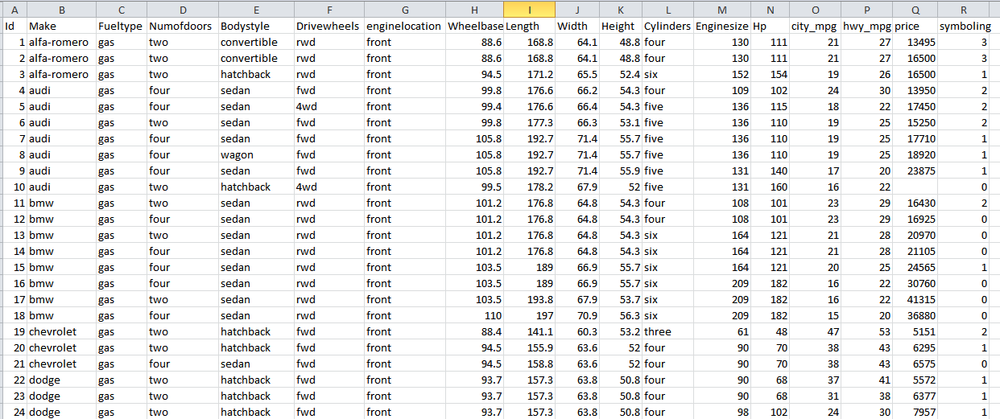 A B C D E F G H I J K L M N O P Q R
Id Make Fueltype Numofdoors Bodystyle Drivewheels enginelocation Wheelbase Length Width Height Cylinders Enginesize Hp city_mpg hwy_mpg price symboling
1 alfa-romero gas two convertible rwd front 88.6 168.8 64.1 48.8 four 130 111 21 27 13495 3
2 alfa-romero gas two convertible rwd front 88.6 168.8 64.1 48.8 four 130 111 21 27 16500 3
3 alfa-romero gas two hatchback rwd front 94.5 171.2 65.5 52.4 six 152 154 19 26 16500 1
4 audi gas four sedan fwd front 99.8 176.6 66.2 54.3 four 109 102 24 30 13950 2
5 audi gas four sedan 4wd front 99.4 176.6 66.4 54.3 five 136 115 18 22 17450 2
6 audi gas two sedan fwd front 99.8 177.3 66.3 53.1 five 136 110 19 25 15250 2
7 audi gas four sedan fwd front 105.8 192.7 71.4 55.7 five 136 110 19 25 17710 1
8 audi gas four wagon fwd front 105.8 192.7 71.4 55.7 five 136 110 19 25 18920 1
9 audi gas four sedan fwd front 105.8 192.7 71.4 55.9 five 131 140 17 20 23875 1
10 audi gas two hatchback 4wd front 99.5 178.2 67.9 52 five 131 160 16 22 0
11 bmw gas two sedan rwd front 101.2 176.8 64.8 54.3 four 108 101 23 29 16430 2
12 bmw gas four sedan rwd front 101.2 176.8 64.8 54.3 four 108 101 23 29 16925 0
13 bmw gas two sedan rwd front 101.2 176.8 64.8 54.3 six 164 121 21 28 20970 0
14 bmw gas four sedan rwd front 101.2 176.8 64.8 54.3 six 164 121 21 28 21105 0
15 bmw gas four sedan rwd front 103.5 189 66.9 55.7 six 164 121 20 25 24565 1
16 bmw gas four sedan rwd front 103.5 189 66.9 55.7 six 209 182 16 22 30760 0
17 bmw gas two sedan rwd front 103.5 193.8 67.9 53.7 six 209 182 16 22 41315 0
18 bmw gas four sedan rwd front 110 197 70.9 56.3 six 209 182 15 20 36880 0
19 chevrolet gas two hatchback fwd front 88.4 141.1 60.3 53.2 three 61 48 47 53 5151 2
20 chevrolet gas two hatchback fwd front 94.5 155.9 63.6 52 four 90 70 38 43 6295 1
21 chevrolet gas four sedan fwd front 94.5 158.8 63.6 52 four 90 70 38 43 6575 0
22 dodge gas two hatchback fwd front 93.7 157.3 63.8 50.8 four 90 68 37 41 5572 1
23 dodge gas two hatchback fwd front 93.7 157.3 63.8 50.8 four 90 68 31 38 6377 1
24 dodge gas two hatchback fwd front 93.7 157.3 63.8 50.8 four 98 102 24 30 7957 1